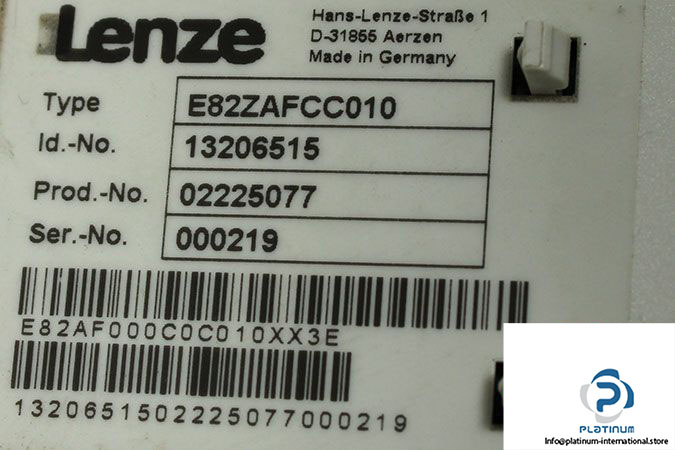 Lenze
Hans-Lenze-Straße 1
D-31855 Aerzen
Made in Germany
Type E82ZAFCC010
Id.-No. 13206515
Prod.-No. 02225077
Ser.-No. 000219
E82AF000C0C010XX3E
1320651502225077000219
PLATINUM
Info@platinum-international.store